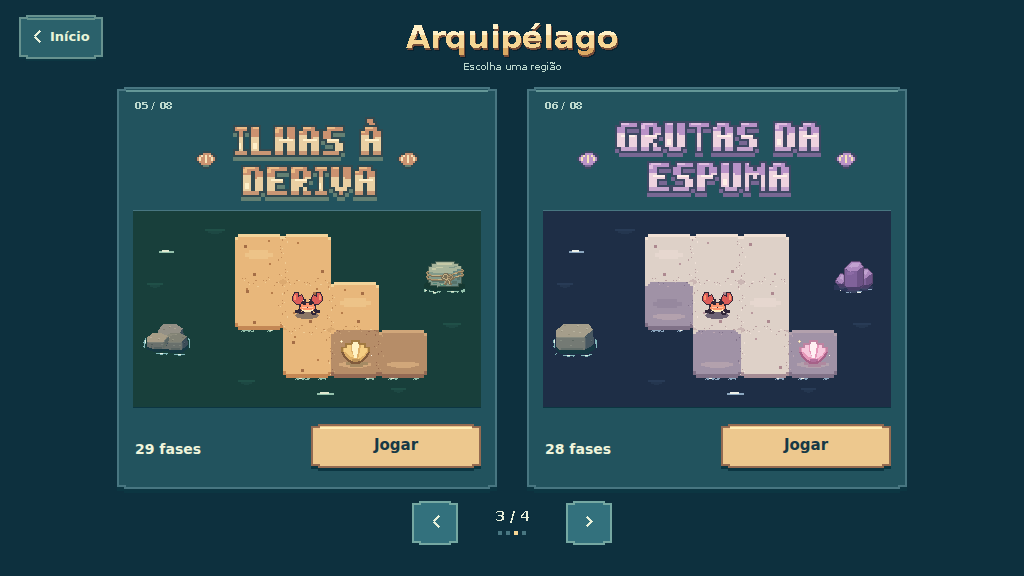 Início
Arquipélago
Escolha uma região
05 / 08
ILHAS À
DERIVA
29 fases
Jogar
06 / 08
GRUTAS DA
ESPUMA
28 fases
Jogar
3 / 4